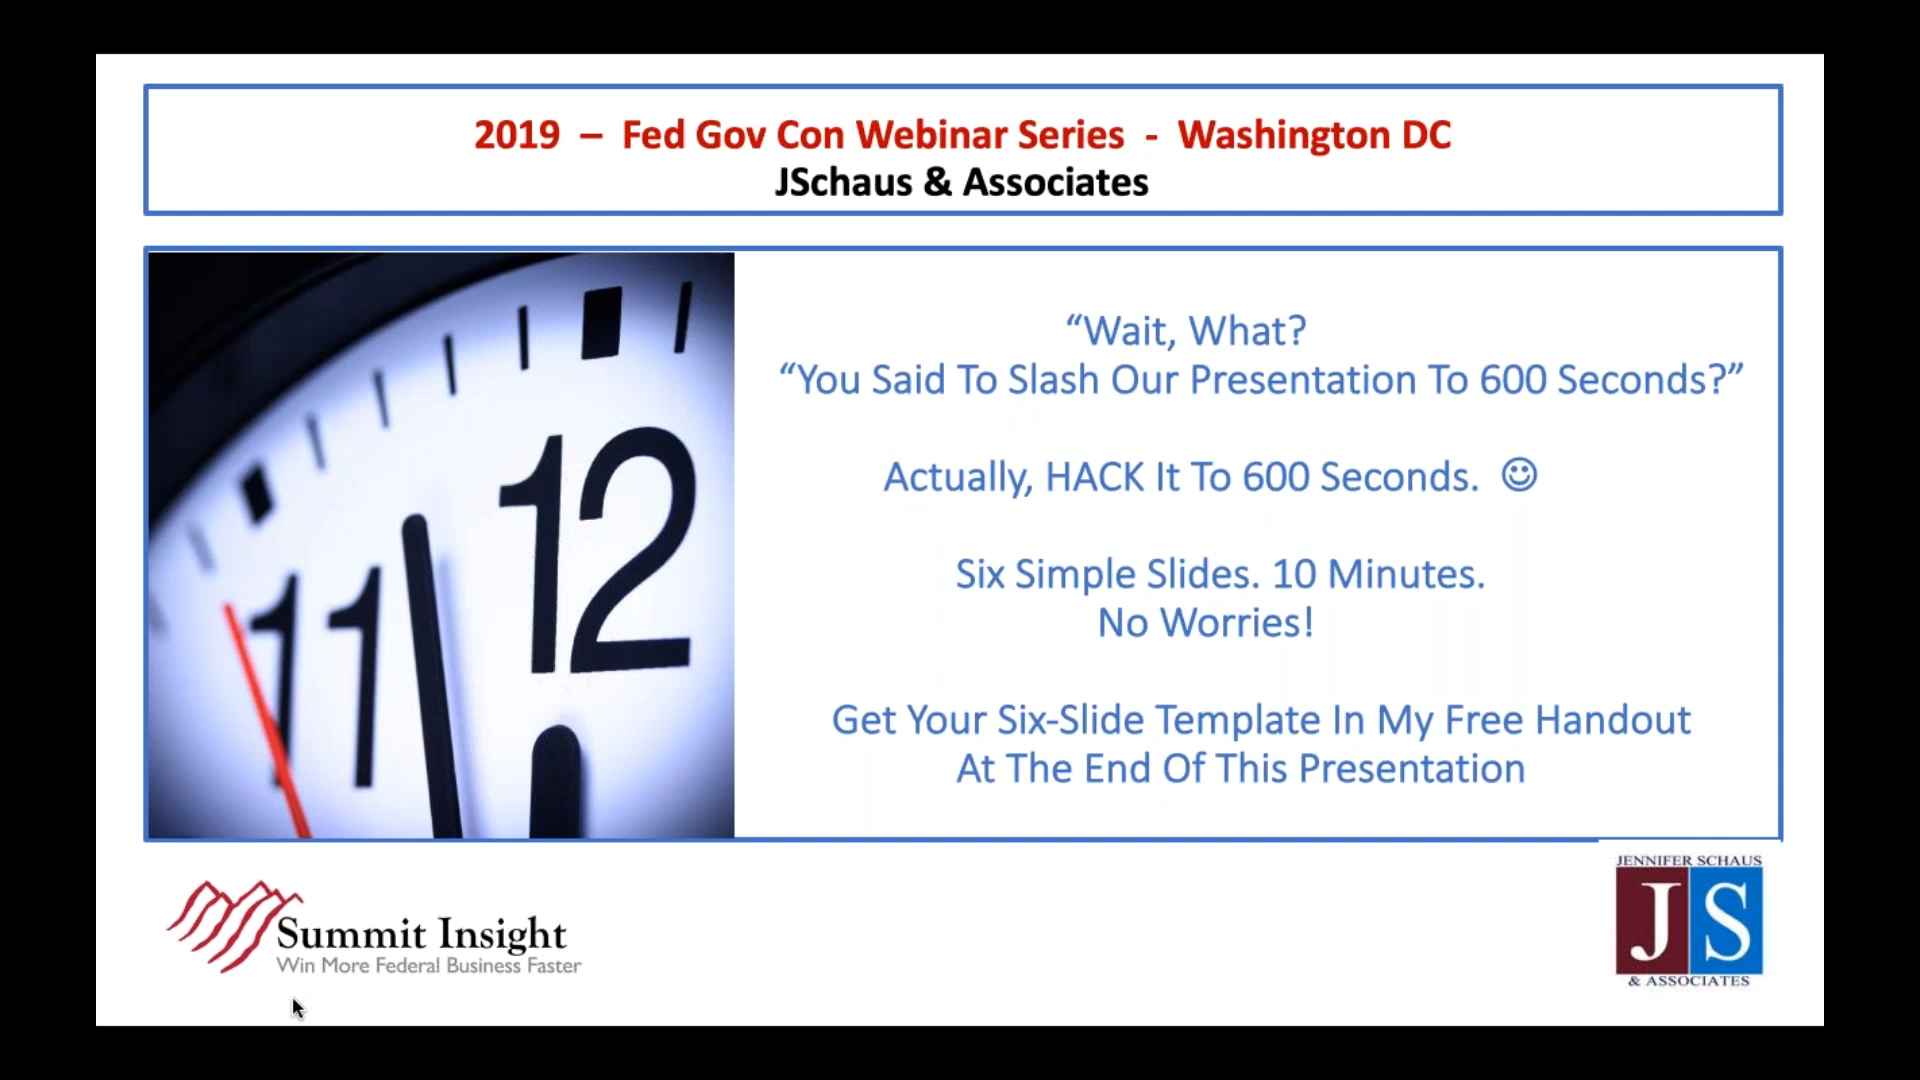 2019 – Fed Gov Con Webinar Series - Washington DC
JSchaus & Associates
12
11
“Wait, What?
“You Said To Slash Our Presentation To 600 Seconds?”
Actually, HACK It To 600 Seconds. ☺
Six Simple Slides. 10 Minutes.
No Worries!
Get Your Six-Slide Template In My Free Handout
At The End Of This Presentation
Summit Insight
Win More Federal Business Faster
JENNIFER SCHAUS
JS
& ASSOCIATES